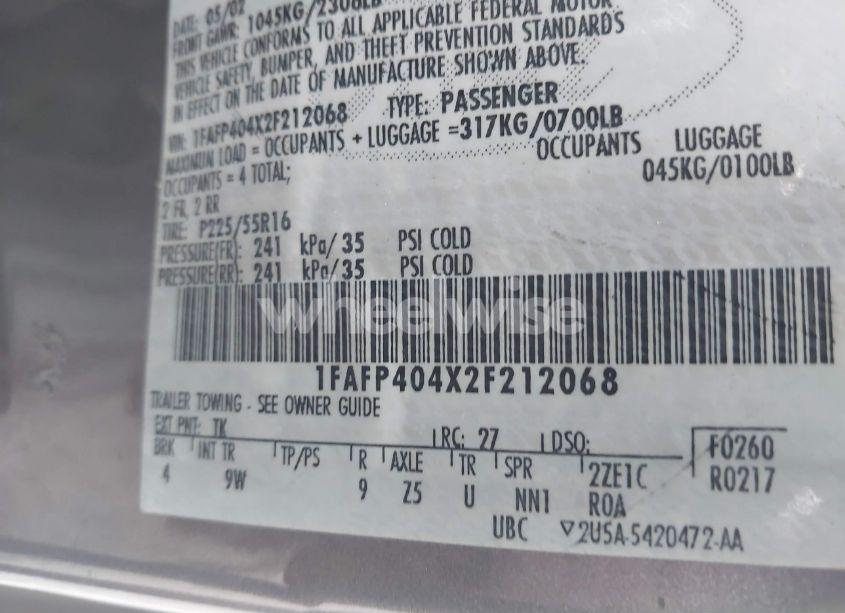 DATE: 05/02
FRONT GAWR: 1045KG/2308LB
THIS VEHICLE CONFORMS TO ALL APPLICABLE FEDERAL MOTOR
VEHICLE SAFETY, BUMPER, AND THEFT PREVENTION STANDARDS
IN EFFECT ON THE DATE OF MANUFACTURE SHOWN ABOVE.
VIN: 1FAFP404X2F212068 TYPE: PASSENGER
MAXIMUM LOAD = OCCUPANTS + LUGGAGE =317KG/0700LB
OCCUPANTS = 4 TOTAL; OCCUPANTS LUGGAGE
2 FR, 2 RR 045KG/0100LB
TIRE: P225/55R16
PRESSURE(FR): 241 kPa/35 PSI COLD
PRESSURE(RR): 241 kPa/35 PSI COLD
wheelwise
1FAFP404X2F212068
TRAILER TOWING - SEE OWNER GUIDE
EXT PNT: TK RC: 27 DSO: F0260
BRK INT TR TP/PS R AXLE TR SPR 2ZE1C R0217
4 9W 9 Z5 U NN1 ROA
UBC 2U5A-5420472-AA